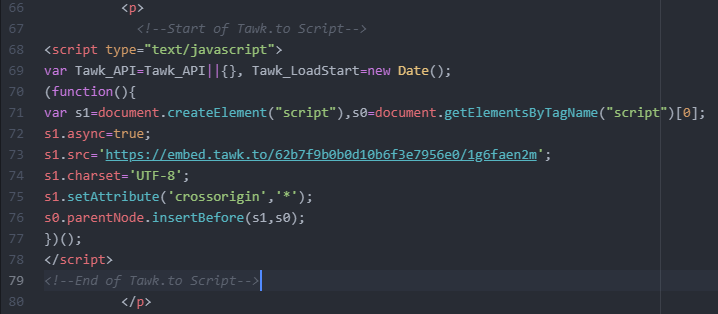 66 <p>
67 <!--Start of Tawk.to Script-->
68 <script type="text/javascript">
69 var Tawk_API=Tawk_API||{}, Tawk_LoadStart=new Date();
70 (function(){
71 var s1=document.createElement("script"),s0=document.getElementsByTagName("script")[0];
72 s1.async=true;
73 s1.src='https://embed.tawk.to/62b7f9b0b0d10b6f3e7956e0/1g6faen2m';
74 s1.charset='UTF-8';
75 s1.setAttribute('crossorigin','*');
76 s0.parentNode.insertBefore(s1,s0);
77 })();
78 </script>
79 <!--End of Tawk.to Script-->
80 </p>